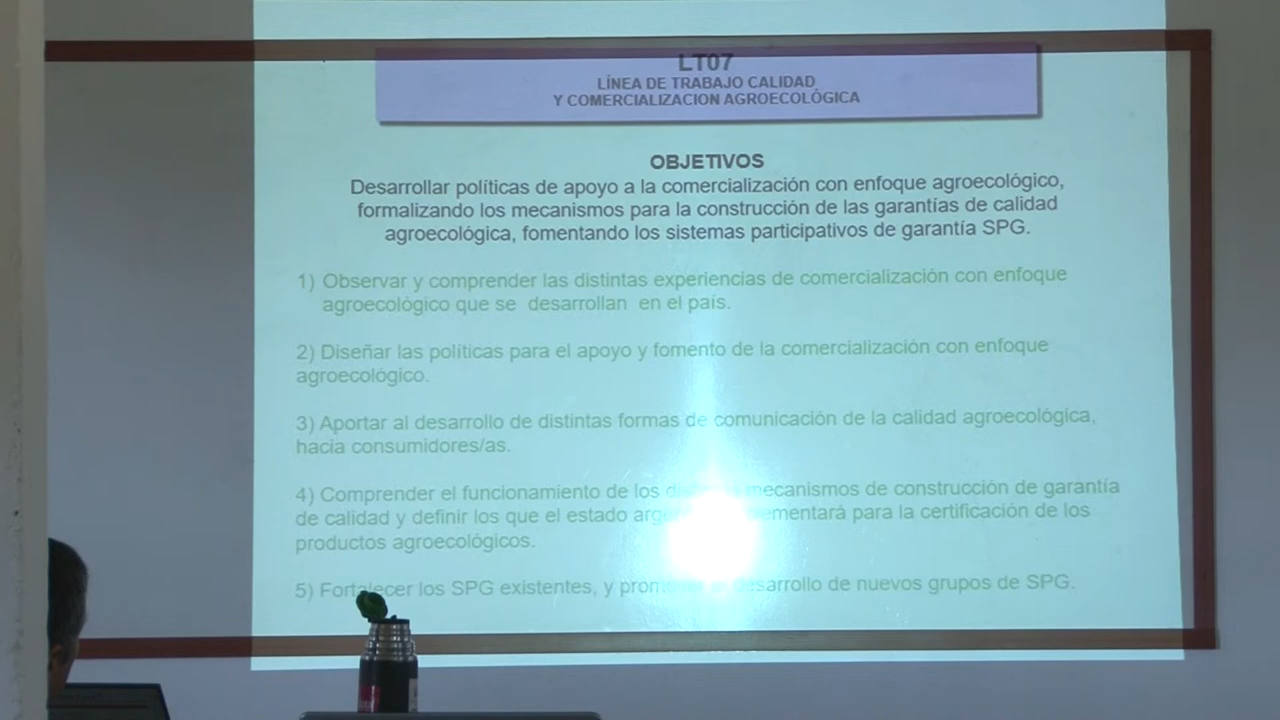 LT07
LÍNEA DE TRABAJO CALIDAD
Y COMERCIALIZACION AGROECOLÓGICA
OBJETIVOS
Desarrollar políticas de apoyo a la comercialización con enfoque agroecológico,
formalizando los mecanismos para la construcción de las garantías de calidad
agroecológica, fomentando los sistemas participativos de garantía SPG.
1) Observar y comprender las distintas experiencias de comercialización con enfoque
agroecológico que se desarrollan en el país.
2) Diseñar las políticas para el apoyo y fomento de la comercialización con enfoque
agroecológico.
3) Aportar al desarrollo de distintas formas de comunicación de la calidad agroecológica,
hacia consumidores/as.
4) Comprender el funcionamiento de los mecanismos de construcción de garantía
de calidad y definir los que el estado para la certificación de los
productos agroecológicos.
5) Fortalecer los SPG existentes, y desarrollo de nuevos grupos de SPG.